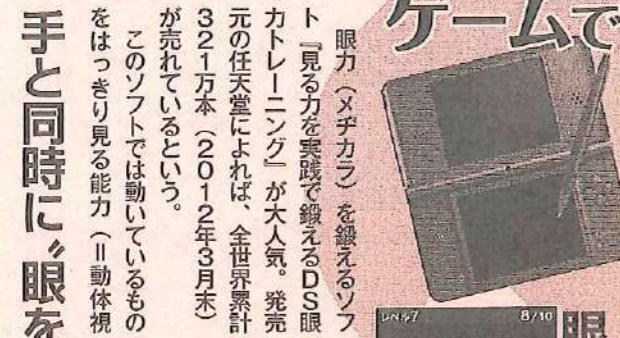 ゲームで
眼力（メヂカラ）を鍛えるソフ
ト『見る力を実践で鍛えるDS眼
力トレーニング』が大人気。発売
元の任天堂によれば、全世界累計
321万本（2012年3月末）
が売れているという。
このソフトでは動いているもの
をはっきり見る能力（＝動体視
手と同時に〝眼を
レベル7
8/10
眼